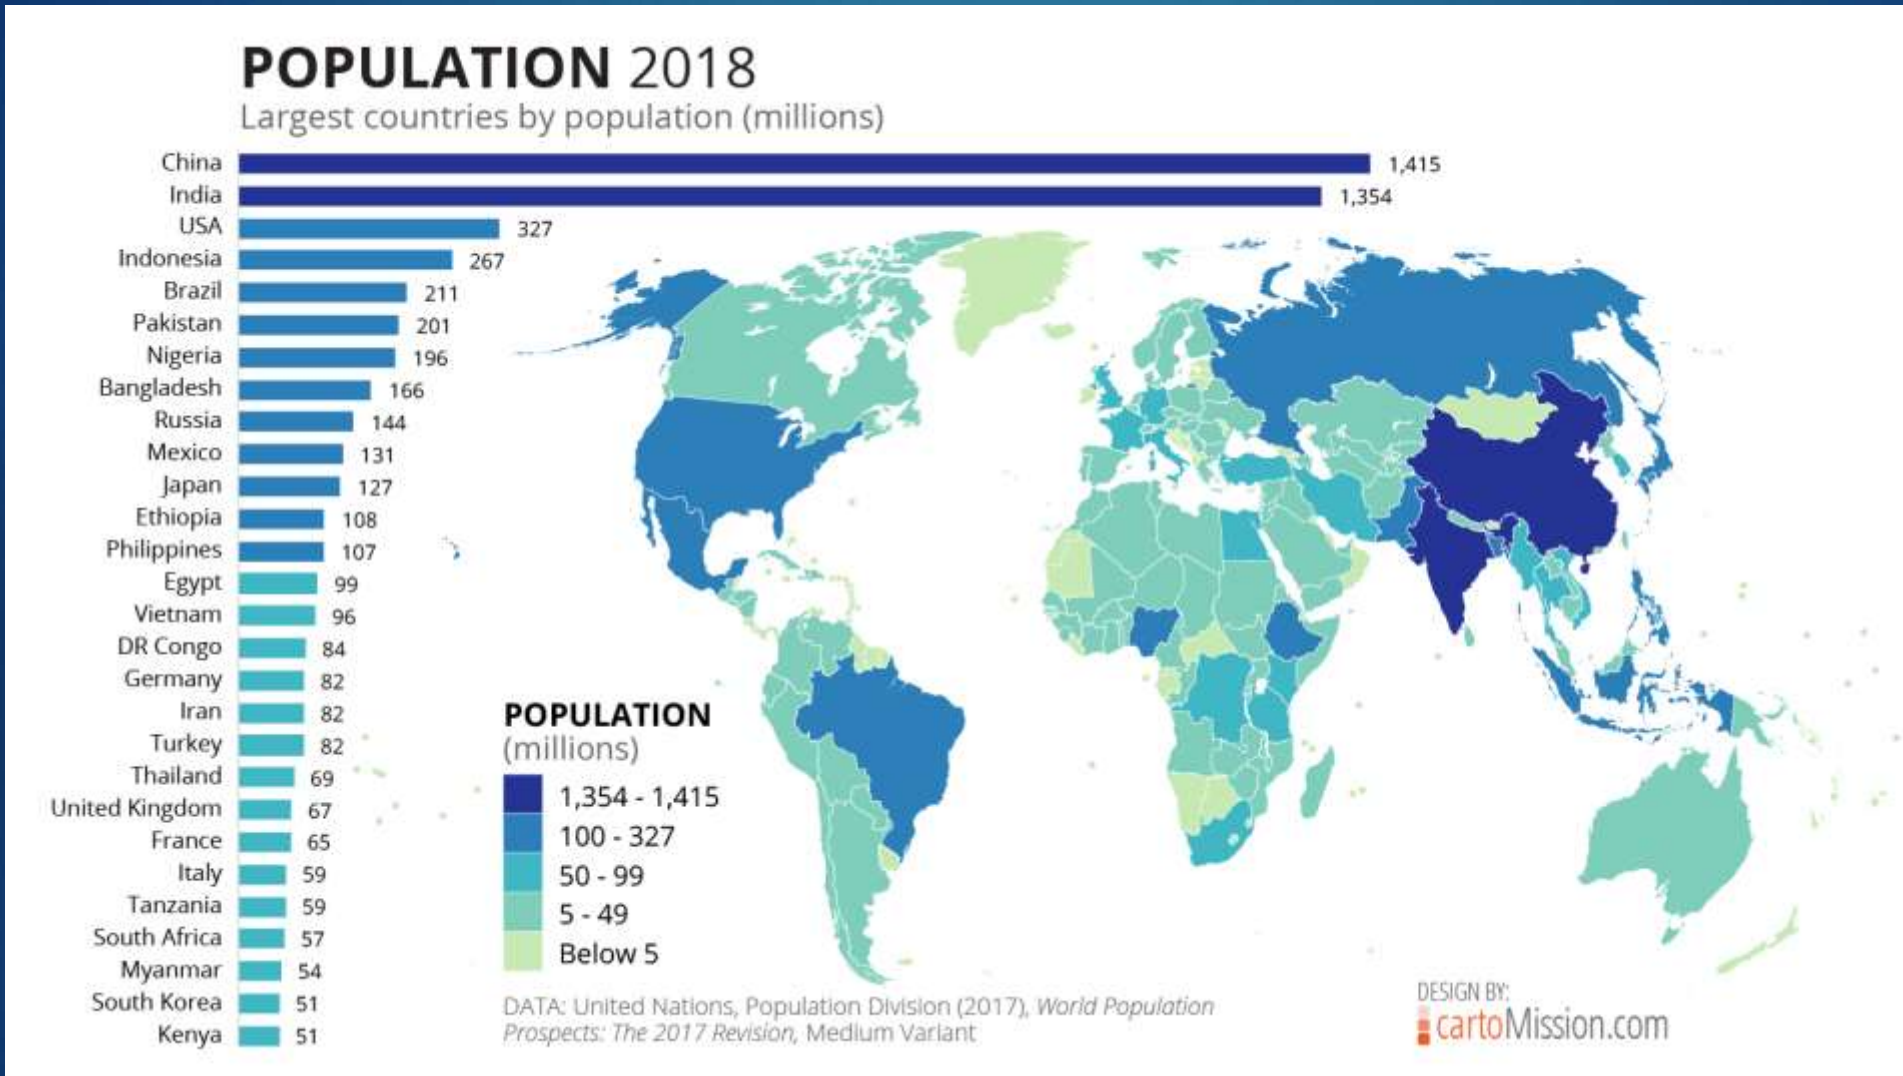 POPULATION 2018
Largest countries by population (millions)
China 1,415
India 1,354
USA 327
Indonesia 267
Brazil 211
Pakistan 201
Nigeria 196
Bangladesh 166
Russia 144
Mexico 131
Japan 127
Ethiopia 108
Philippines 107
Egypt 99
Vietnam 96
DR Congo 84
Germany 82
Iran 82
Turkey 82
Thailand 69
United Kingdom 67
France 65
Italy 59
Tanzania 59
South Africa 57
Myanmar 54
South Korea 51
Kenya 51
POPULATION
(millions)
1,354 - 1,415
100 - 327
50 - 99
5 - 49
Below 5
DATA: United Nations, Population Division (2017), World Population
Prospects: The 2017 Revision, Medium Variant
DESIGN BY:
cartoMission.com